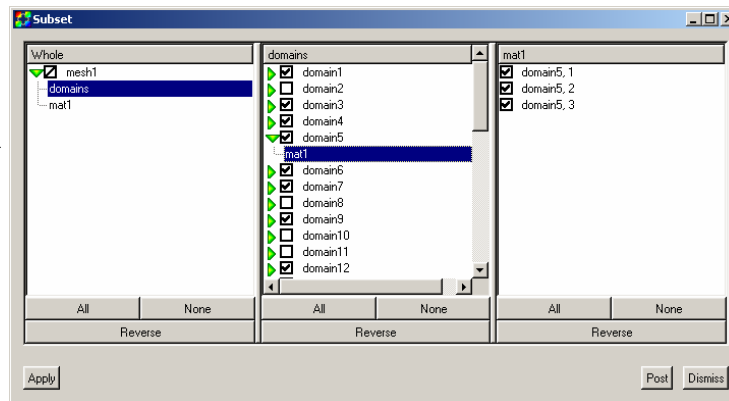 Subset
Whole
mesh1
domains
mat1
All None
Reverse
domains
domain1
domain2
domain3
domain4
domain5
mat1
domain6
domain7
domain8
domain9
domain10
domain11
domain12
All None
Reverse
mat1
domain5, 1
domain5, 2
domain5, 3
All None
Reverse
Apply Post Dismiss